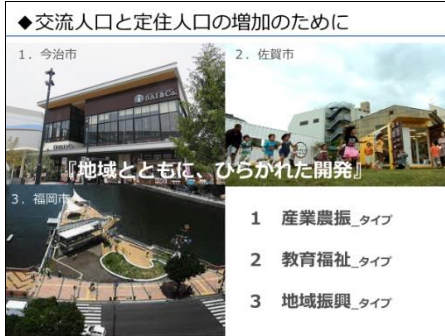 ◆交流人口と定住人口の増加のために
1．今治市
2．佐賀市
『地域とともに、ひらかれた開発』
3．福岡市
1 産業農振_タイプ
2 教育福祉_タイプ
3 地域振興_タイプ